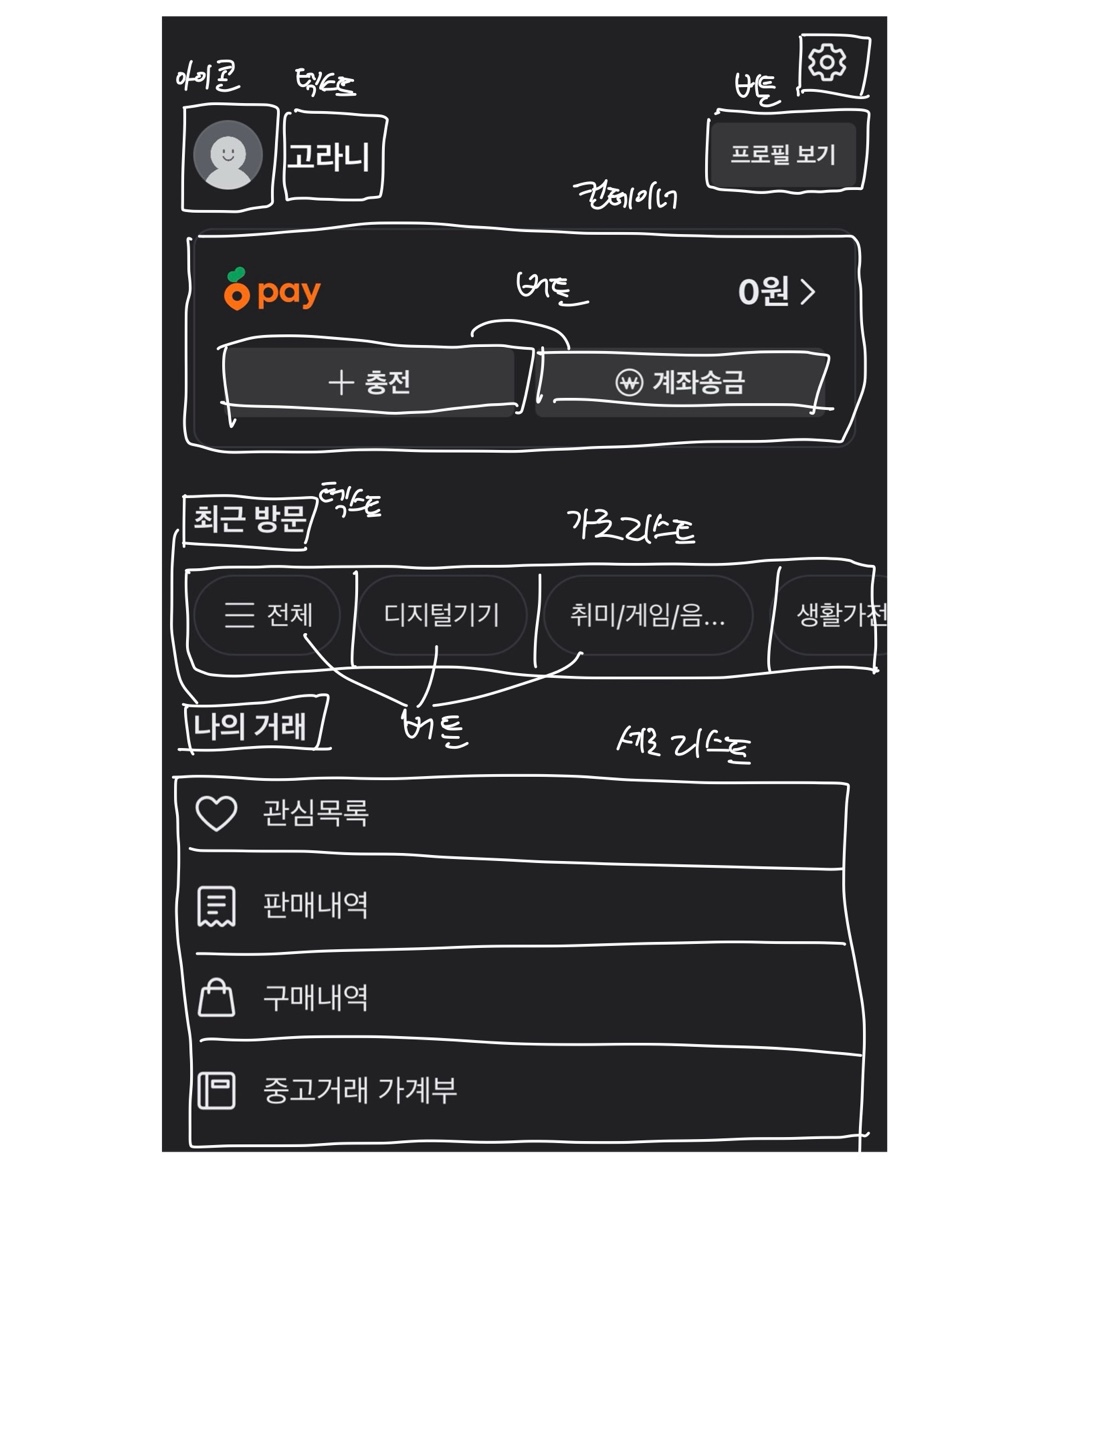 아이콘 텍스트 버튼
고라니 프로필 보기
컨테이너
pay 버튼 0원
충전 계좌송금
최근 방문 텍스트 가로리스트
전체 디지털기기 취미/게임/음... 생활가전
나의 거래 버튼 세로 리스트
관심목록
판매내역
구매내역
중고거래 가계부